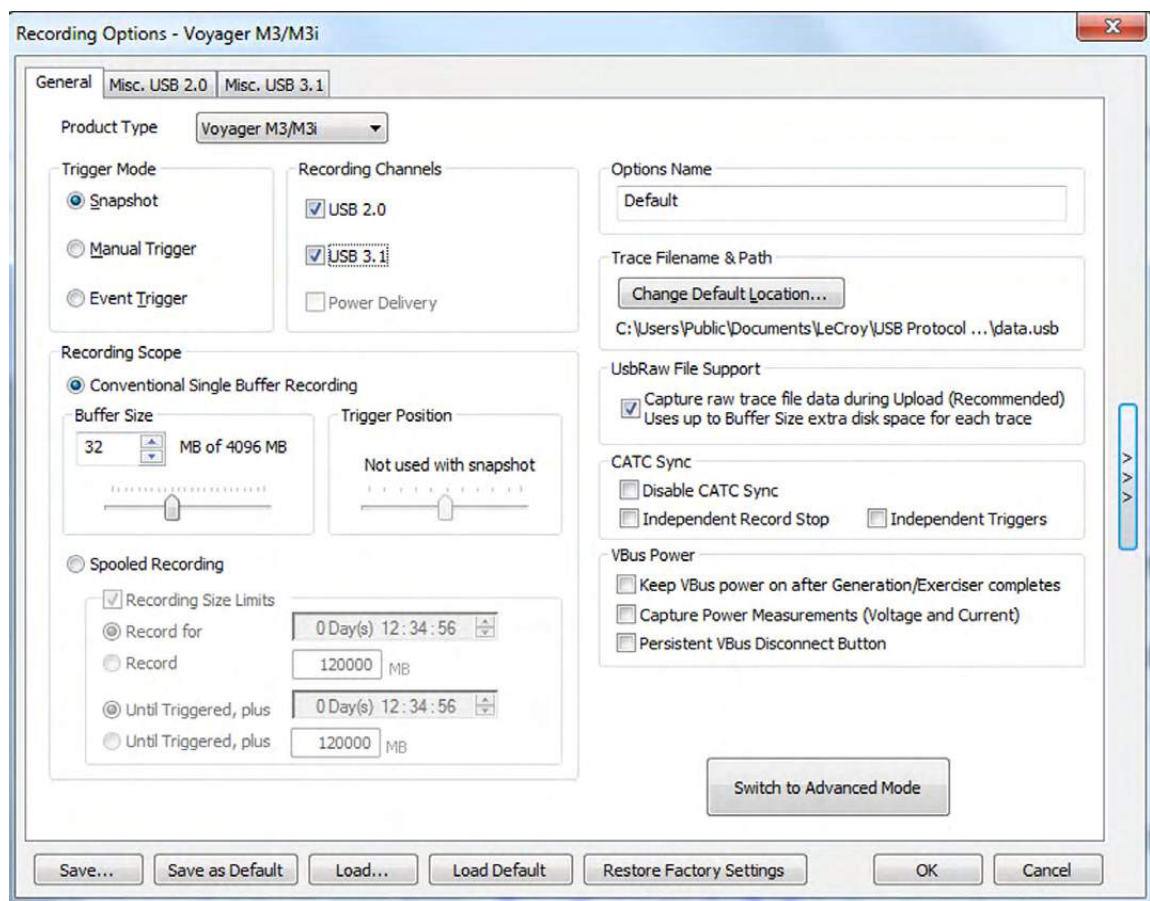 Recording Options - Voyager M3/M3i
General
Misc. USB 2.0
Misc. USB 3.1
Product Type
Voyager M3/M3i
Trigger Mode
Snapshot
Manual Trigger
Event Trigger
Recording Channels
USB 2.0
USB 3.1
Power Delivery
Recording Scope
Conventional Single Buffer Recording
Buffer Size
32
MB of 4096 MB
Trigger Position
Not used with snapshot
Spooled Recording
Recording Size Limits
Record for
0 Day(s) 12:34:56
Record
120000 MB
Until Triggered, plus
0 Day(s) 12:34:56
Until Triggered, plus
120000 MB
Options Name
Default
Trace Filename & Path
Change Default Location...
C:\Users\Public\Documents\LeCroy\USB Protocol ...\data.usb
UsbRaw File Support
Capture raw trace file data during Upload (Recommended)
Uses up to Buffer Size extra disk space for each trace
CATC Sync
Disable CATC Sync
Independent Record Stop
Independent Triggers
VBus Power
Keep VBus power on after Generation/Exerciser completes
Capture Power Measurements (Voltage and Current)
Persistent VBus Disconnect Button
Switch to Advanced Mode
>
>
>
Save...
Save as Default
Load...
Load Default
Restore Factory Settings
OK
Cancel